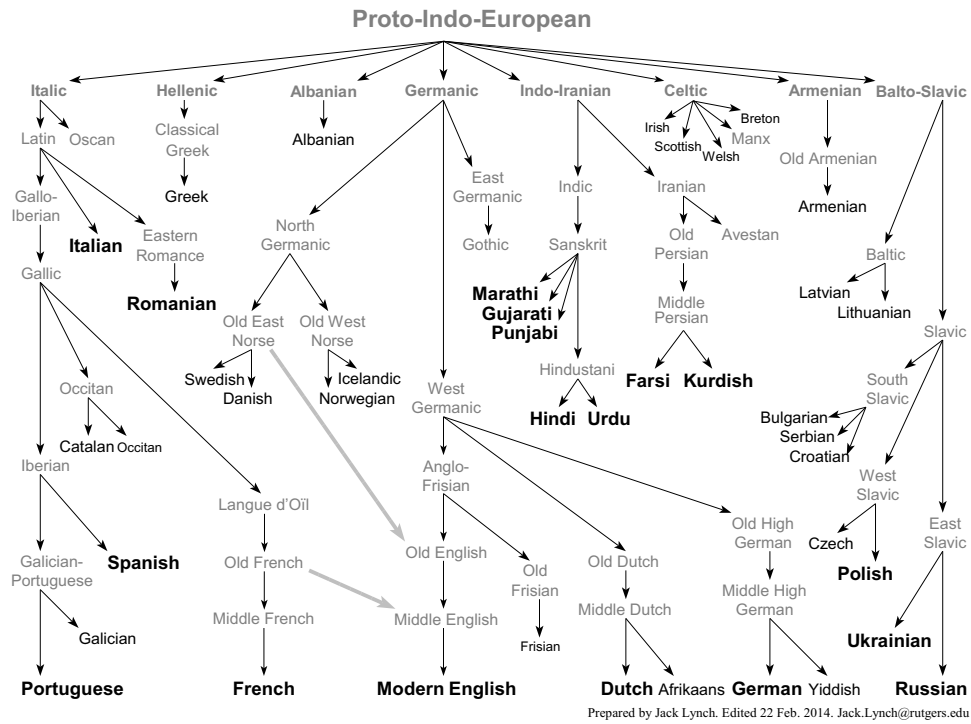 Proto-Indo-European
Italic Hellenic Albanian Germanic Indo-Iranian Celtic Armenian Balto-Slavic
Latin Oscan
Classical
Greek
Greek
Albanian
Irish
Scottish
Welsh
Manx
Breton
Old Armenian
Armenian
Gallo-
Iberian
Italian
Eastern
Romance
Romanian
Gallic
North
Germanic
East
Germanic
Gothic
Indic
Sanskrit
Marathi
Gujarati
Punjabi
Hindustani
Hindi Urdu
Iranian
Old
Persian
Avestan
Middle
Persian
Farsi Kurdish
Baltic
Latvian
Lithuanian
Slavic
South
Slavic
Bulgarian
Serbian
Croatian
West
Slavic
Czech
Polish
East
Slavic
Ukrainian
Old East
Norse
Swedish
Danish
Old West
Norse
Icelandic
Norwegian
West
Germanic
Occitan
Catalan Occitan
Iberian
Langue d’Oïl
Anglo-
Frisian
Old High
German
Galician-
Portuguese
Spanish
Old French
Old English
Old
Frisian
Old Dutch
Middle High
German
Galician
Middle French
Middle English
Frisian
Middle Dutch
Portuguese French Modern English Dutch Afrikaans German Yiddish Russian
Prepared by Jack Lynch. Edited 22 Feb. 2014. Jack.Lynch@rutgers.edu